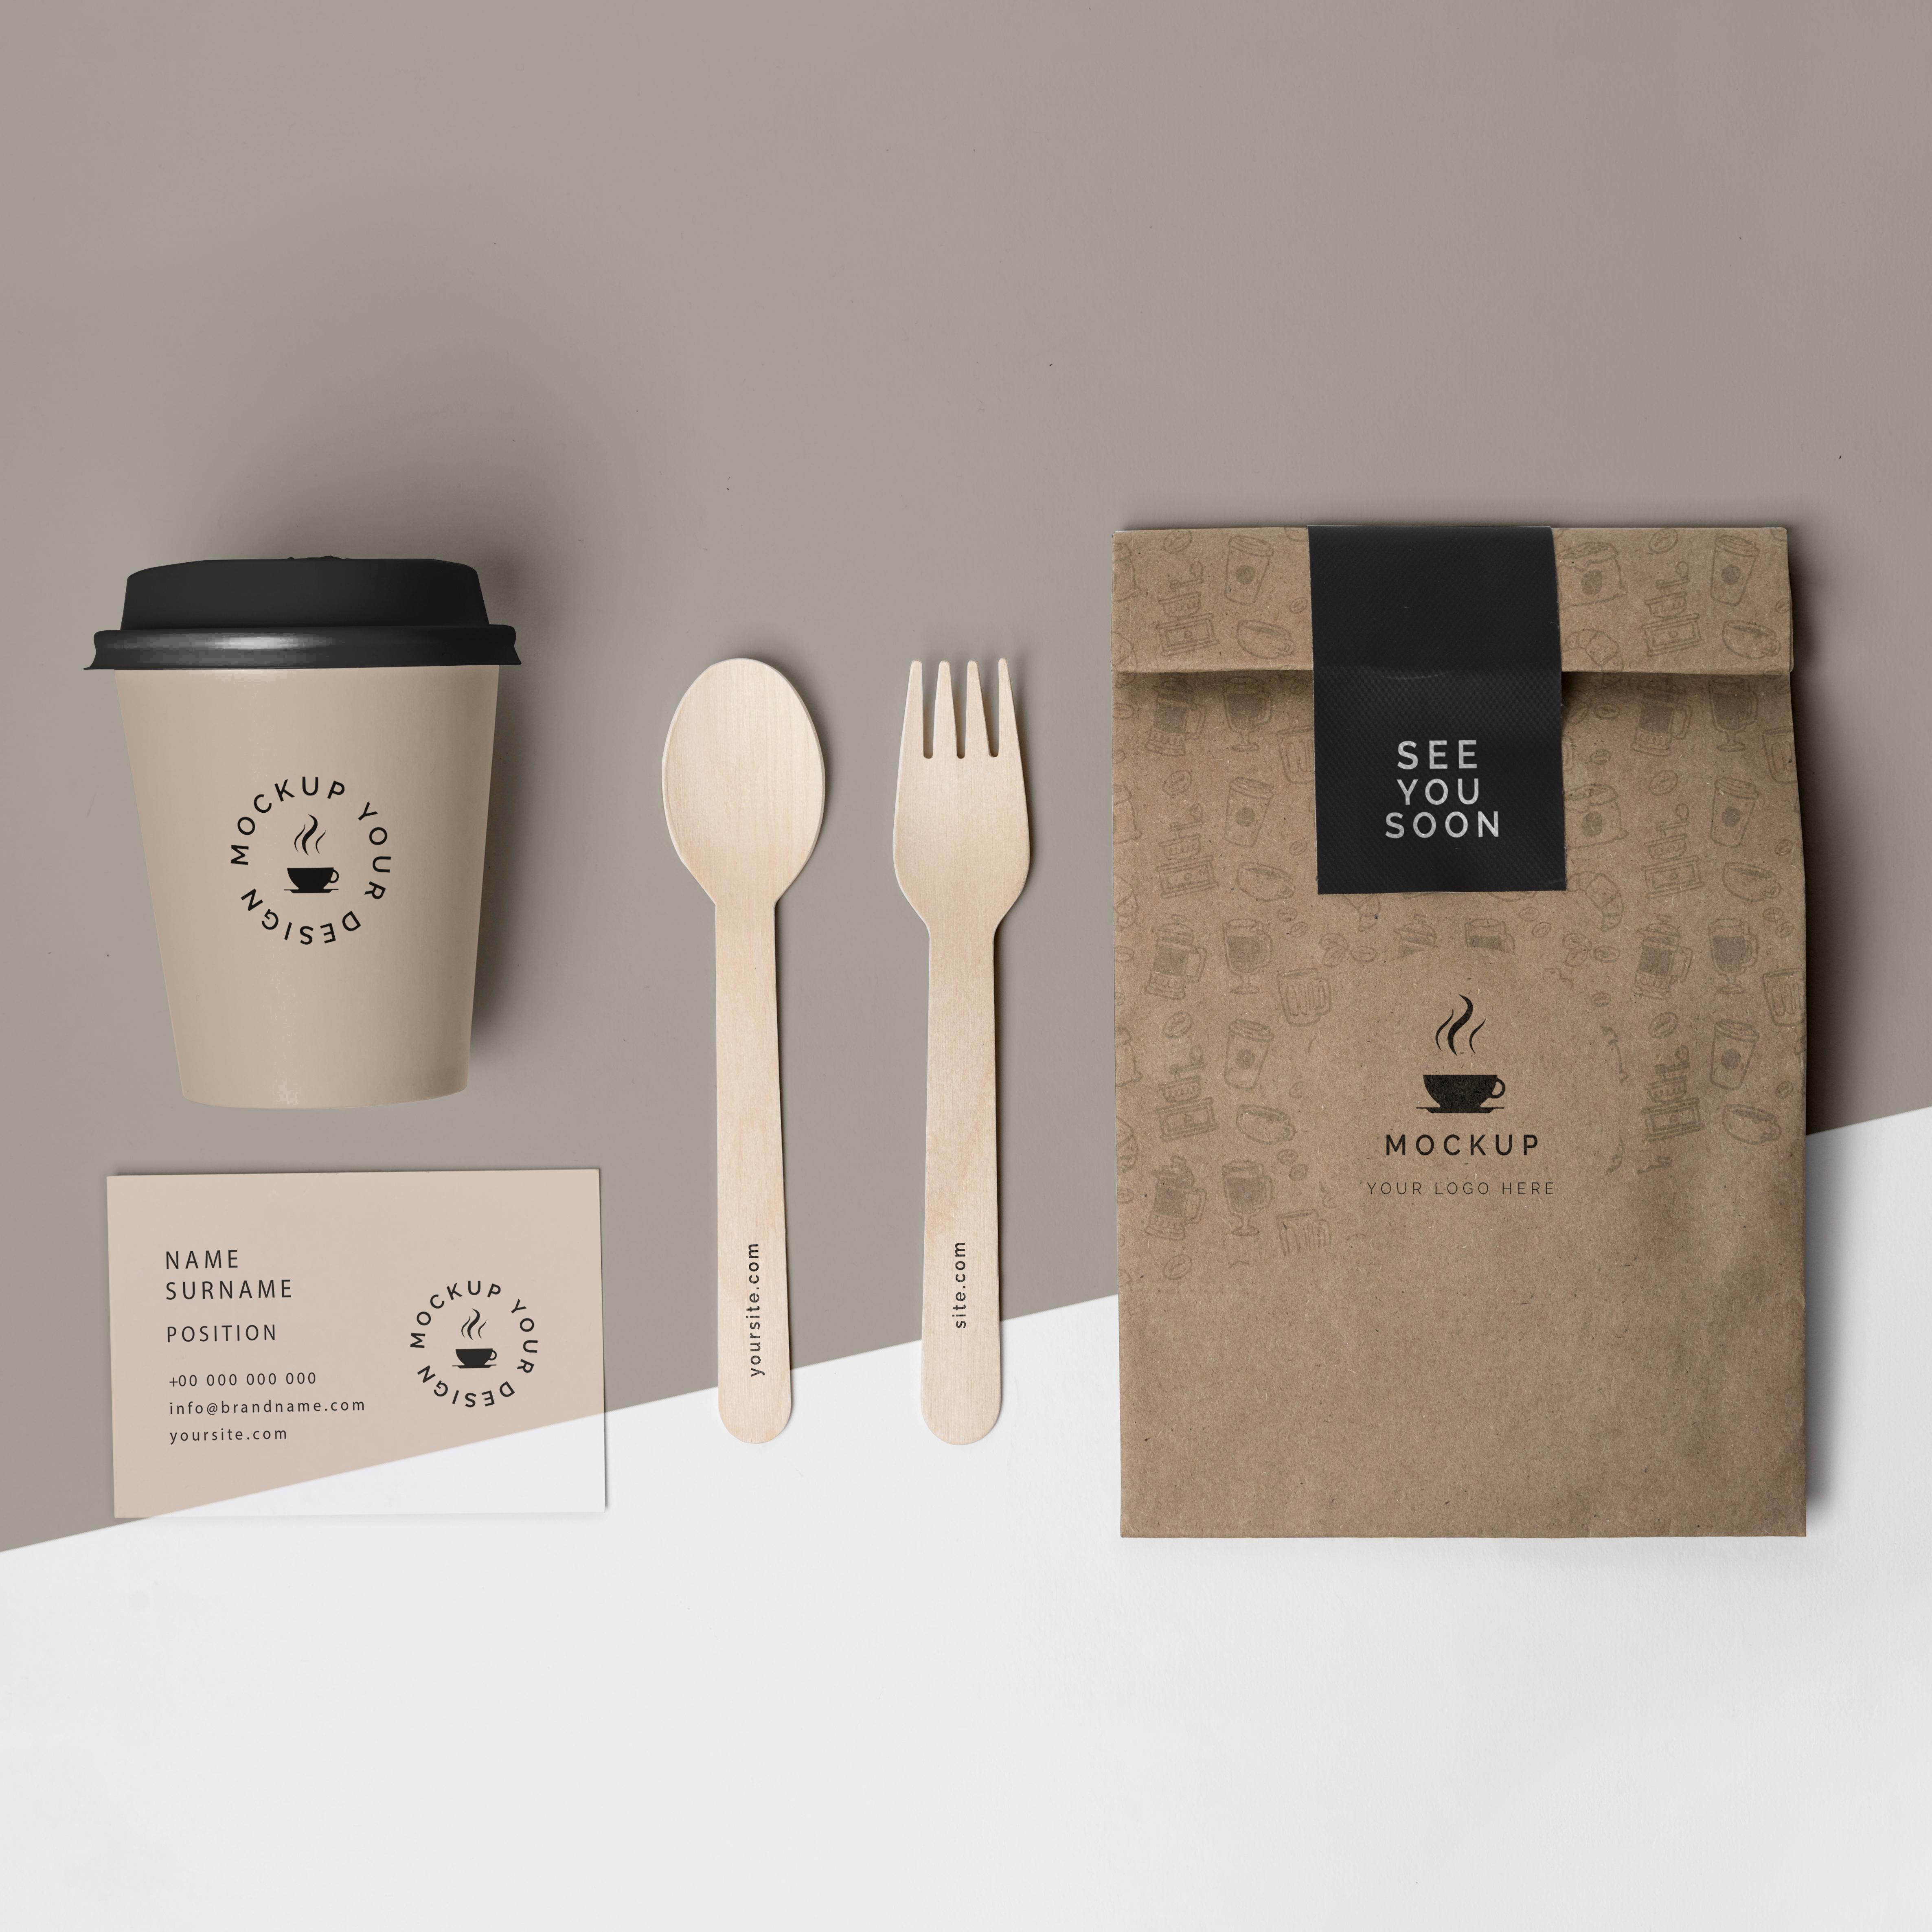 MOCKUP YOUR DESIGN
NAME
SURNAME
POSITION
+00 000 000 000
info@brandname.com
yoursite.com
MOCKUP YOUR DESIGN
yoursite.com
site.com
SEE
YOU
SOON
MOCKUP
YOUR LOGO HERE